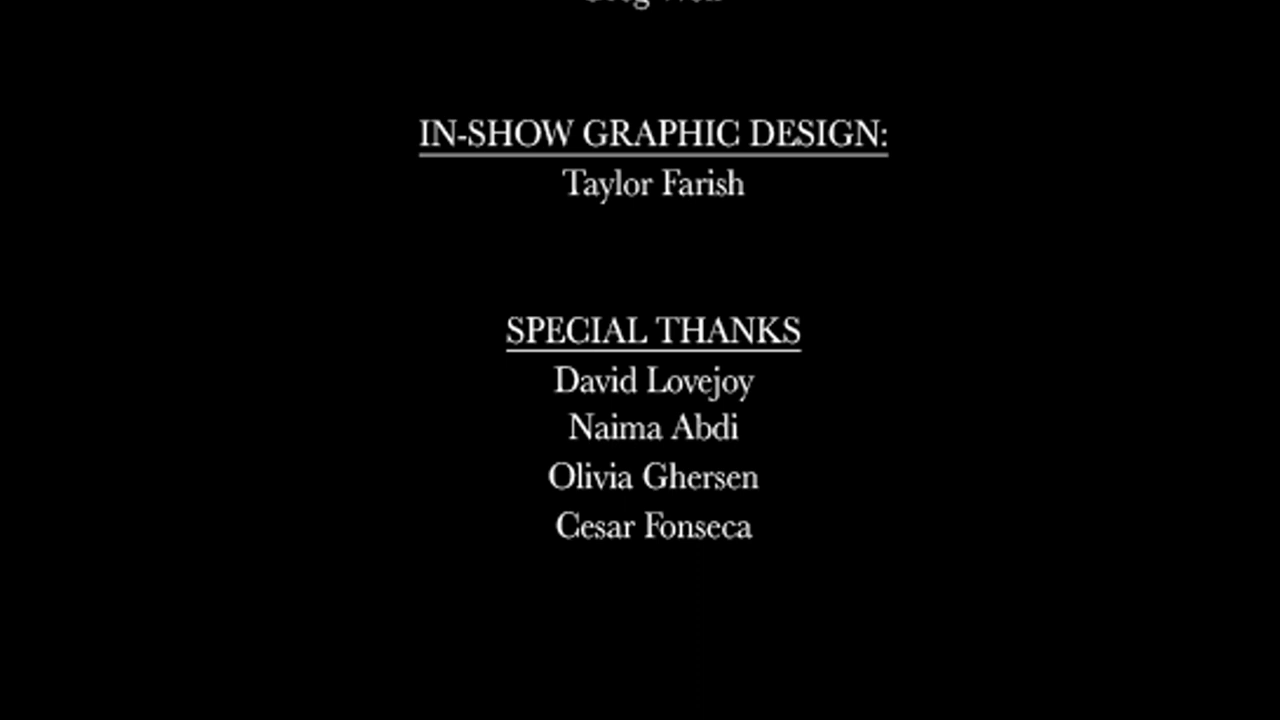 IN-SHOW GRAPHIC DESIGN:
Taylor Farish
SPECIAL THANKS
David Lovejoy
Naima Abdi
Olivia Ghersen
Cesar Fonseca